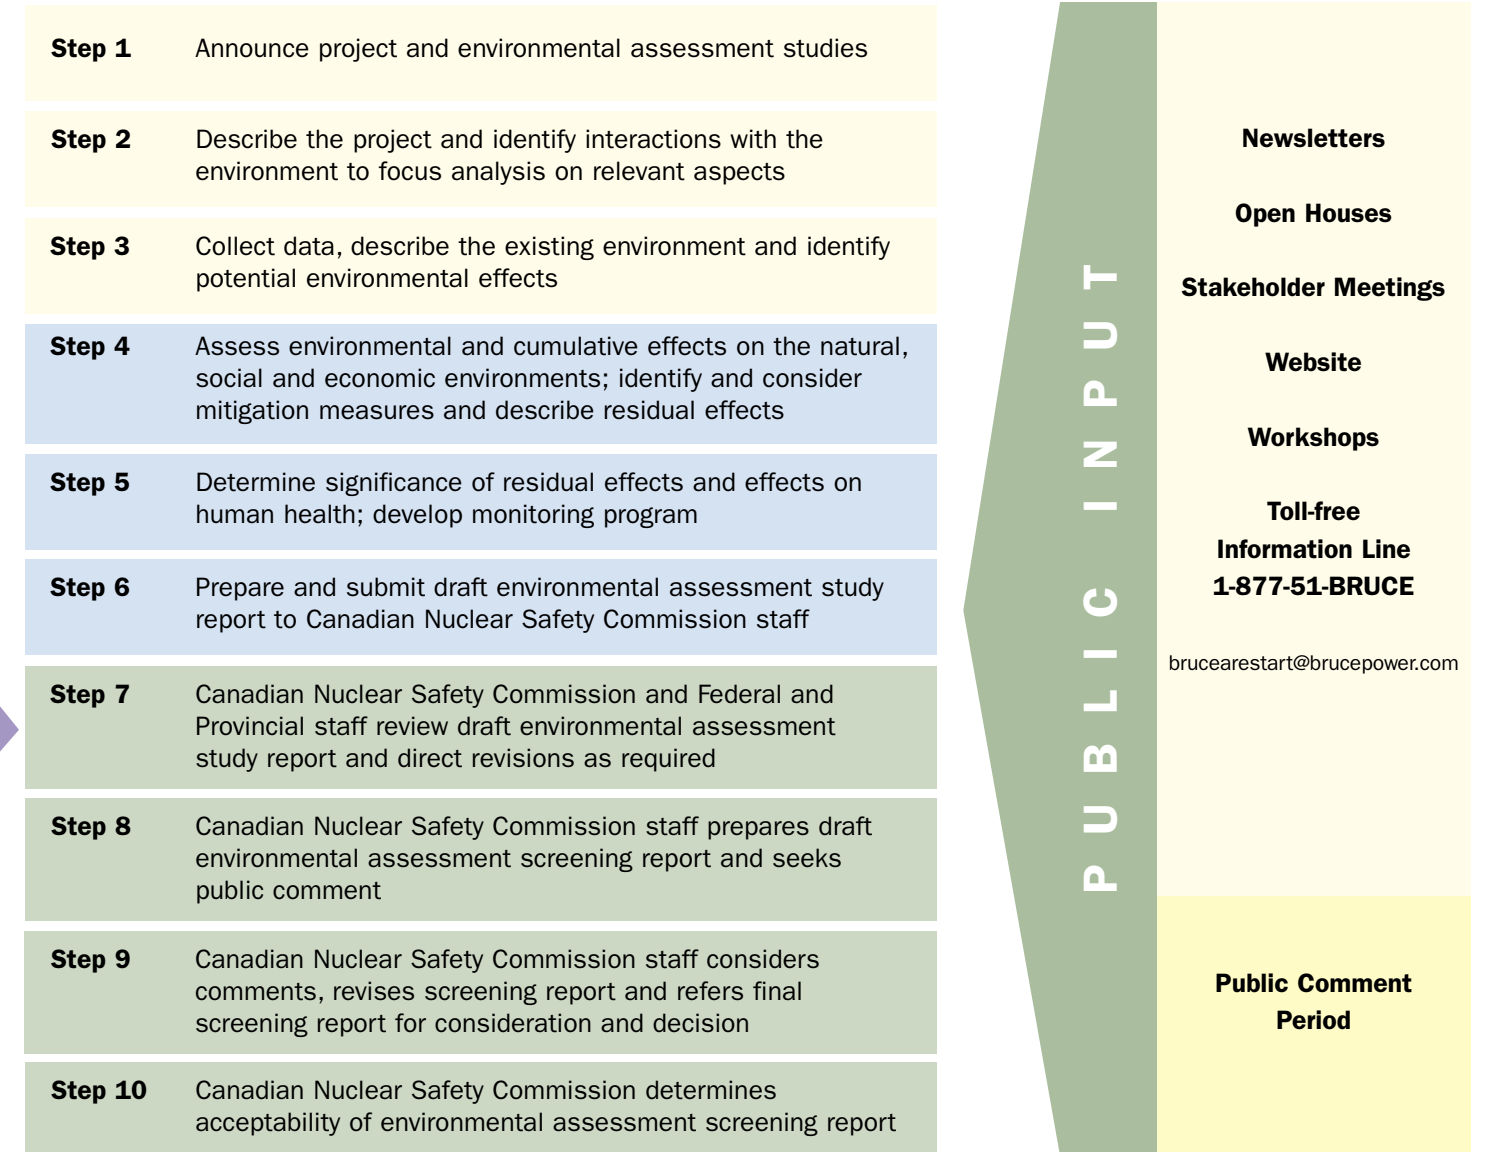 Step 1 Announce project and environmental assessment studies
Step 2 Describe the project and identify interactions with the
environment to focus analysis on relevant aspects
Step 3 Collect data, describe the existing environment and identify
potential environmental effects
Step 4 Assess environmental and cumulative effects on the natural,
social and economic environments; identify and consider
mitigation measures and describe residual effects
Step 5 Determine significance of residual effects and effects on
human health; develop monitoring program
Step 6 Prepare and submit draft environmental assessment study
report to Canadian Nuclear Safety Commission staff
Step 7 Canadian Nuclear Safety Commission and Federal and
Provincial staff review draft environmental assessment
study report and direct revisions as required
Step 8 Canadian Nuclear Safety Commission staff prepares draft
environmental assessment screening report and seeks
public comment
Step 9 Canadian Nuclear Safety Commission staff considers
comments, revises screening report and refers final
screening report for consideration and decision
Step 10 Canadian Nuclear Safety Commission determines
acceptability of environmental assessment screening report
PUBLIC INPUT
Newsletters
Open Houses
Stakeholder Meetings
Website
Workshops
Toll-free
Information Line
1-877-51-BRUCE
brucearestart@brucepower.com
Public Comment
Period